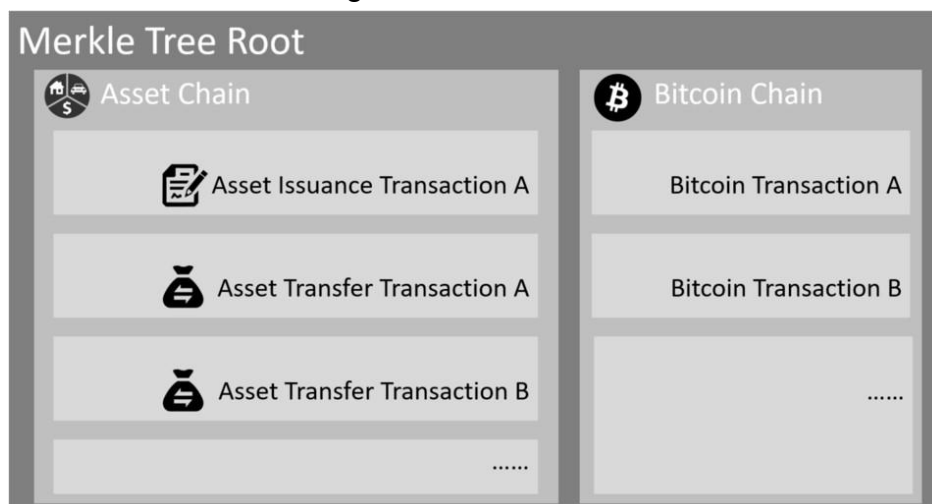 Merkle Tree Root
Asset Chain
Asset Issuance Transaction A
Asset Transfer Transaction A
Asset Transfer Transaction B
......
Bitcoin Chain
Bitcoin Transaction A
Bitcoin Transaction B
......